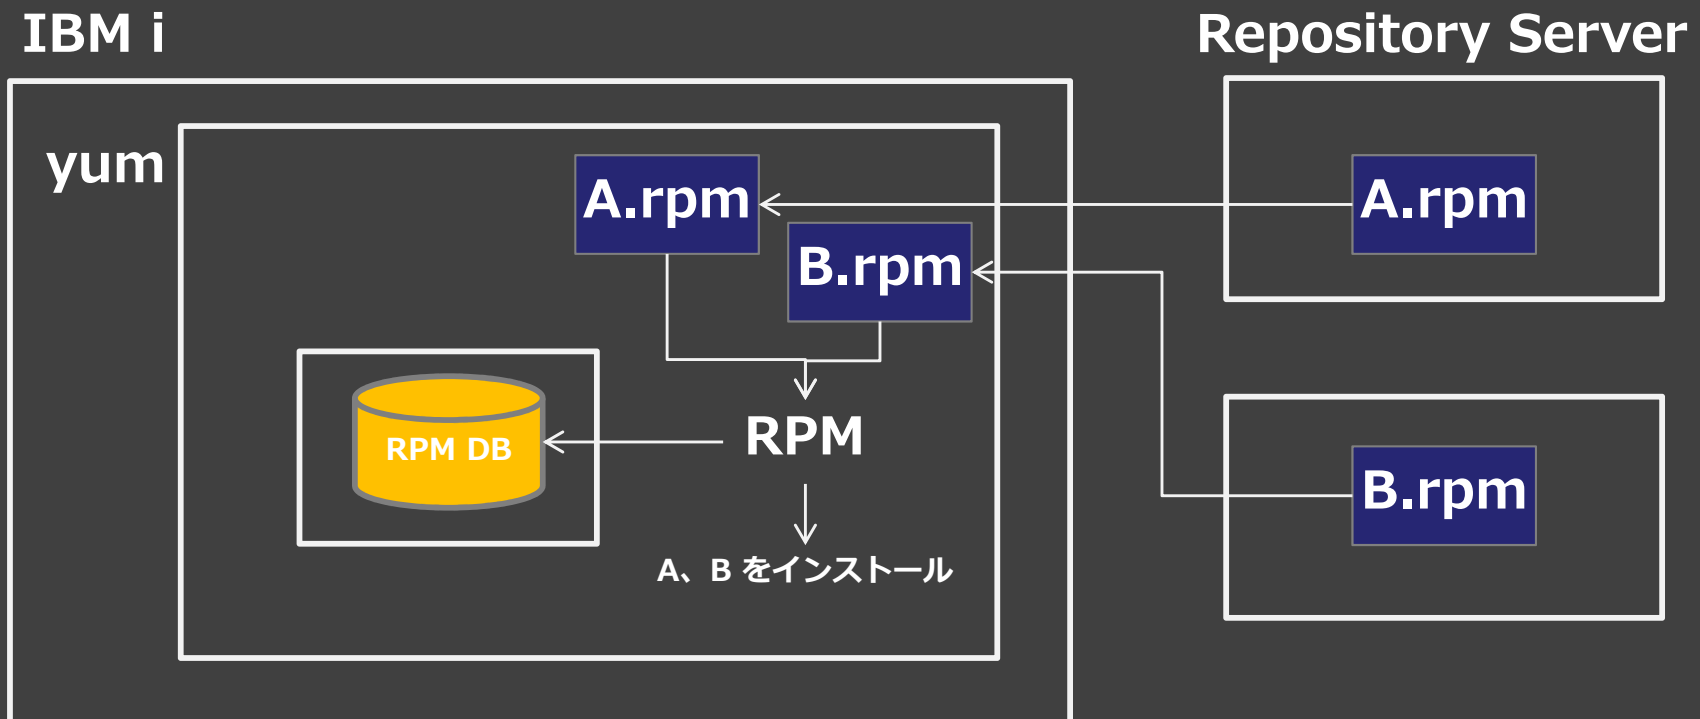 IBM i
Repository Server
yum
A.rpm
A.rpm
B.rpm
RPM DB
RPM
B.rpm
A、B をインストール